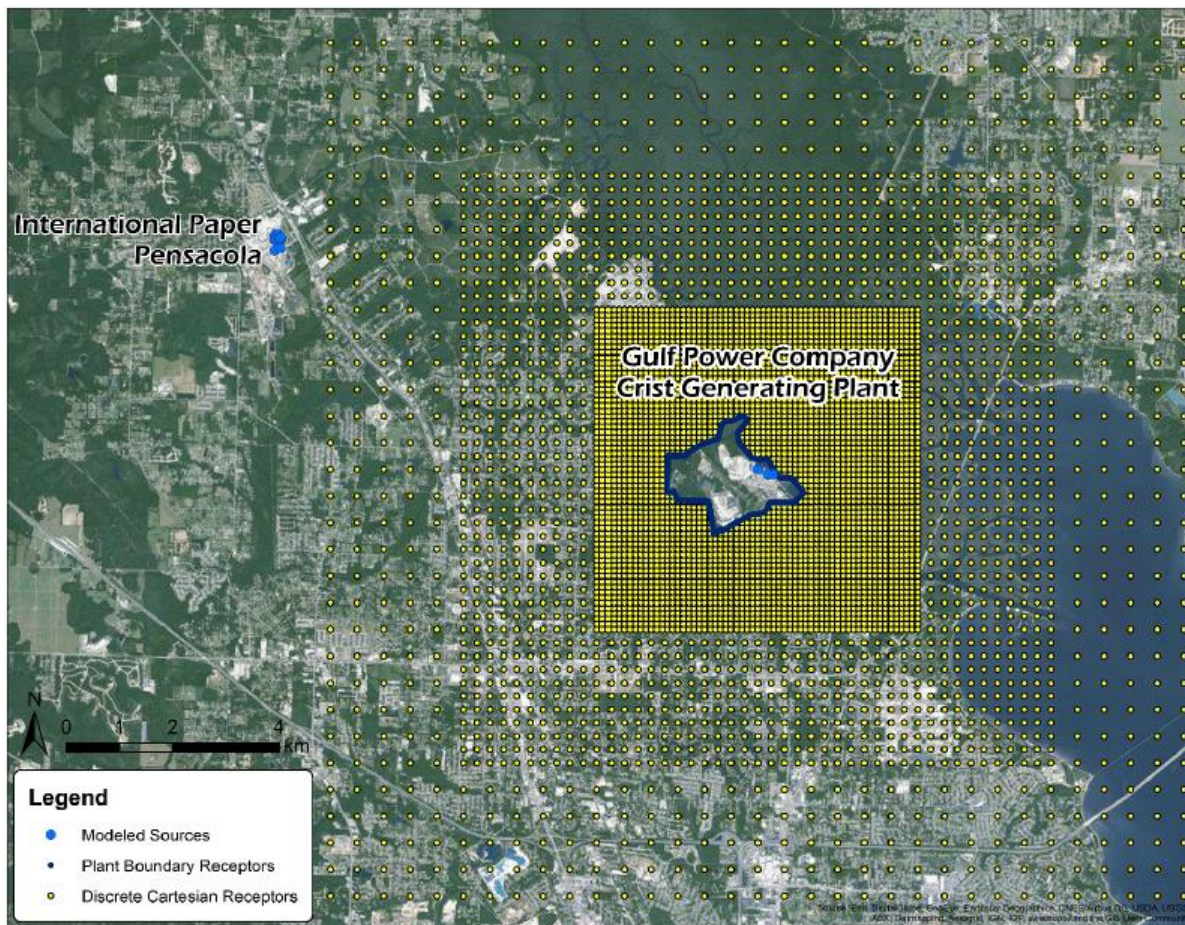 International Paper
Pensacola
Gulf Power Company
Crist Generating Plant
N
0 1 2 4
km
Legend
Modeled Sources
Plant Boundary Receptors
Discrete Cartesian Receptors